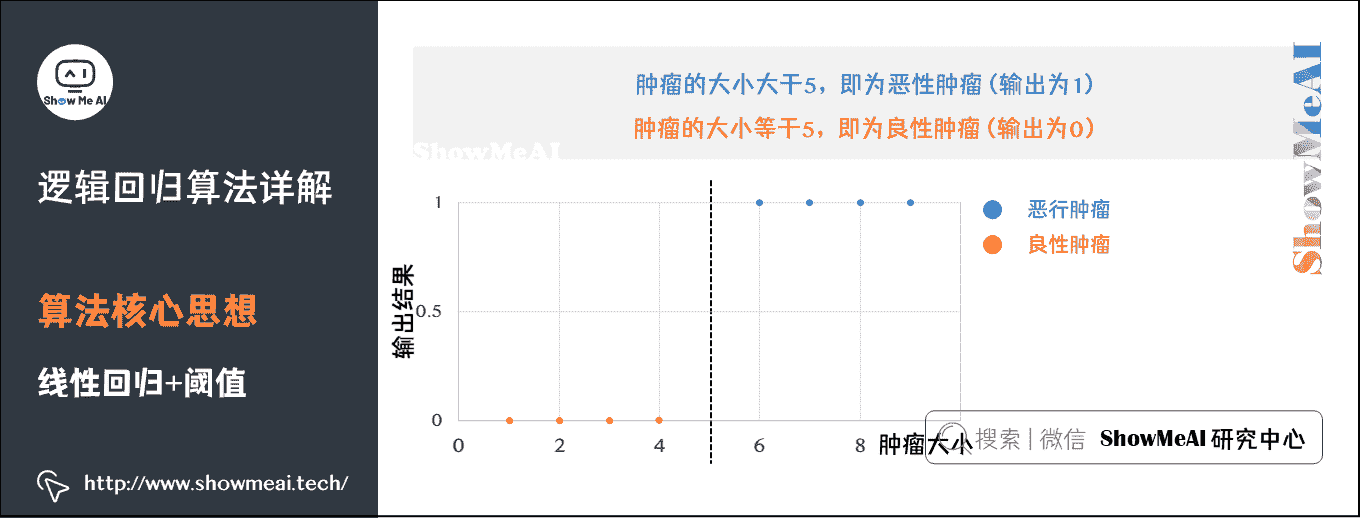 Show Me AI
逻辑回归算法详解
算法核心思想
线性回归+阈值
http://www.showmeai.tech/
肿瘤的大小大于5，即为恶性肿瘤(输出为1)
肿瘤的大小等于5，即为良性肿瘤(输出为0)
ShowMeAI
ShowMeAI
恶行肿瘤
良性肿瘤
输出结果
1
0.5
0
0 2 4 6 8
肿瘤大小
搜索|微信 ShowMeAI 研究中心